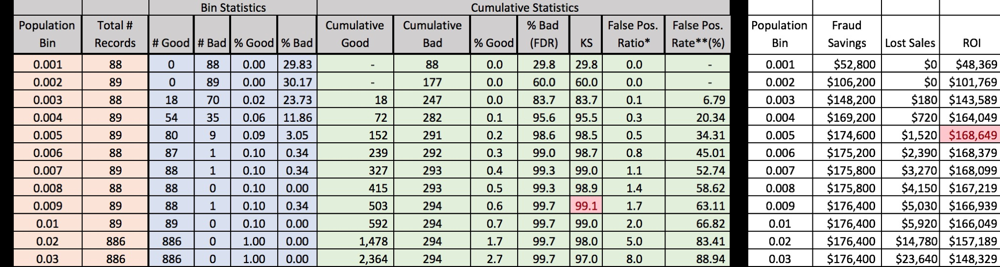 Bin Statistics Cumulative Statistics
Population Total # Cumulative Cumulative % Bad False Pos. False Pos. Population Fraud
Bin Records # Good # Bad % Good % Bad Good Bad % Good (FDR) KS Ratio* Rate**(%) Bin Savings Lost Sales ROI
0.001 88 0 88 0.00 29.83 - 88 0.0 29.8 29.8 0.0 - 0.001 $52,800 $0 $48,369
0.002 89 0 89 0.00 30.17 - 177 0.0 60.0 60.0 0.0 - 0.002 $106,200 $0 $101,769
0.003 88 18 70 0.02 23.73 18 247 0.0 83.7 83.7 0.1 6.79 0.003 $148,200 $180 $143,589
0.004 89 54 35 0.06 11.86 72 282 0.1 95.6 95.5 0.3 20.34 0.004 $169,200 $720 $164,049
0.005 89 80 9 0.09 3.05 152 291 0.2 98.6 98.5 0.5 34.31 0.005 $174,600 $1,520 $168,649
0.006 88 87 1 0.10 0.34 239 292 0.3 99.0 98.7 0.8 45.01 0.006 $175,200 $2,390 $168,379
0.007 89 88 1 0.10 0.34 327 293 0.4 99.3 99.0 1.1 52.74 0.007 $175,800 $3,270 $168,099
0.008 88 88 0 0.10 0.00 415 293 0.5 99.3 98.9 1.4 58.62 0.008 $175,800 $4,150 $167,219
0.009 89 88 1 0.10 0.34 503 294 0.6 99.7 99.1 1.7 63.11 0.009 $176,400 $5,030 $166,939
0.01 89 89 0 0.10 0.00 592 294 0.7 99.7 99.0 2.0 66.82 0.01 $176,400 $5,920 $166,049
0.02 886 886 0 1.00 0.00 1,478 294 1.7 99.7 98.0 5.0 83.41 0.02 $176,400 $14,780 $157,189
0.03 886 886 0 1.00 0.00 2,364 294 2.7 99.7 97.0 8.0 88.94 0.03 $176,400 $23,640 $148,329